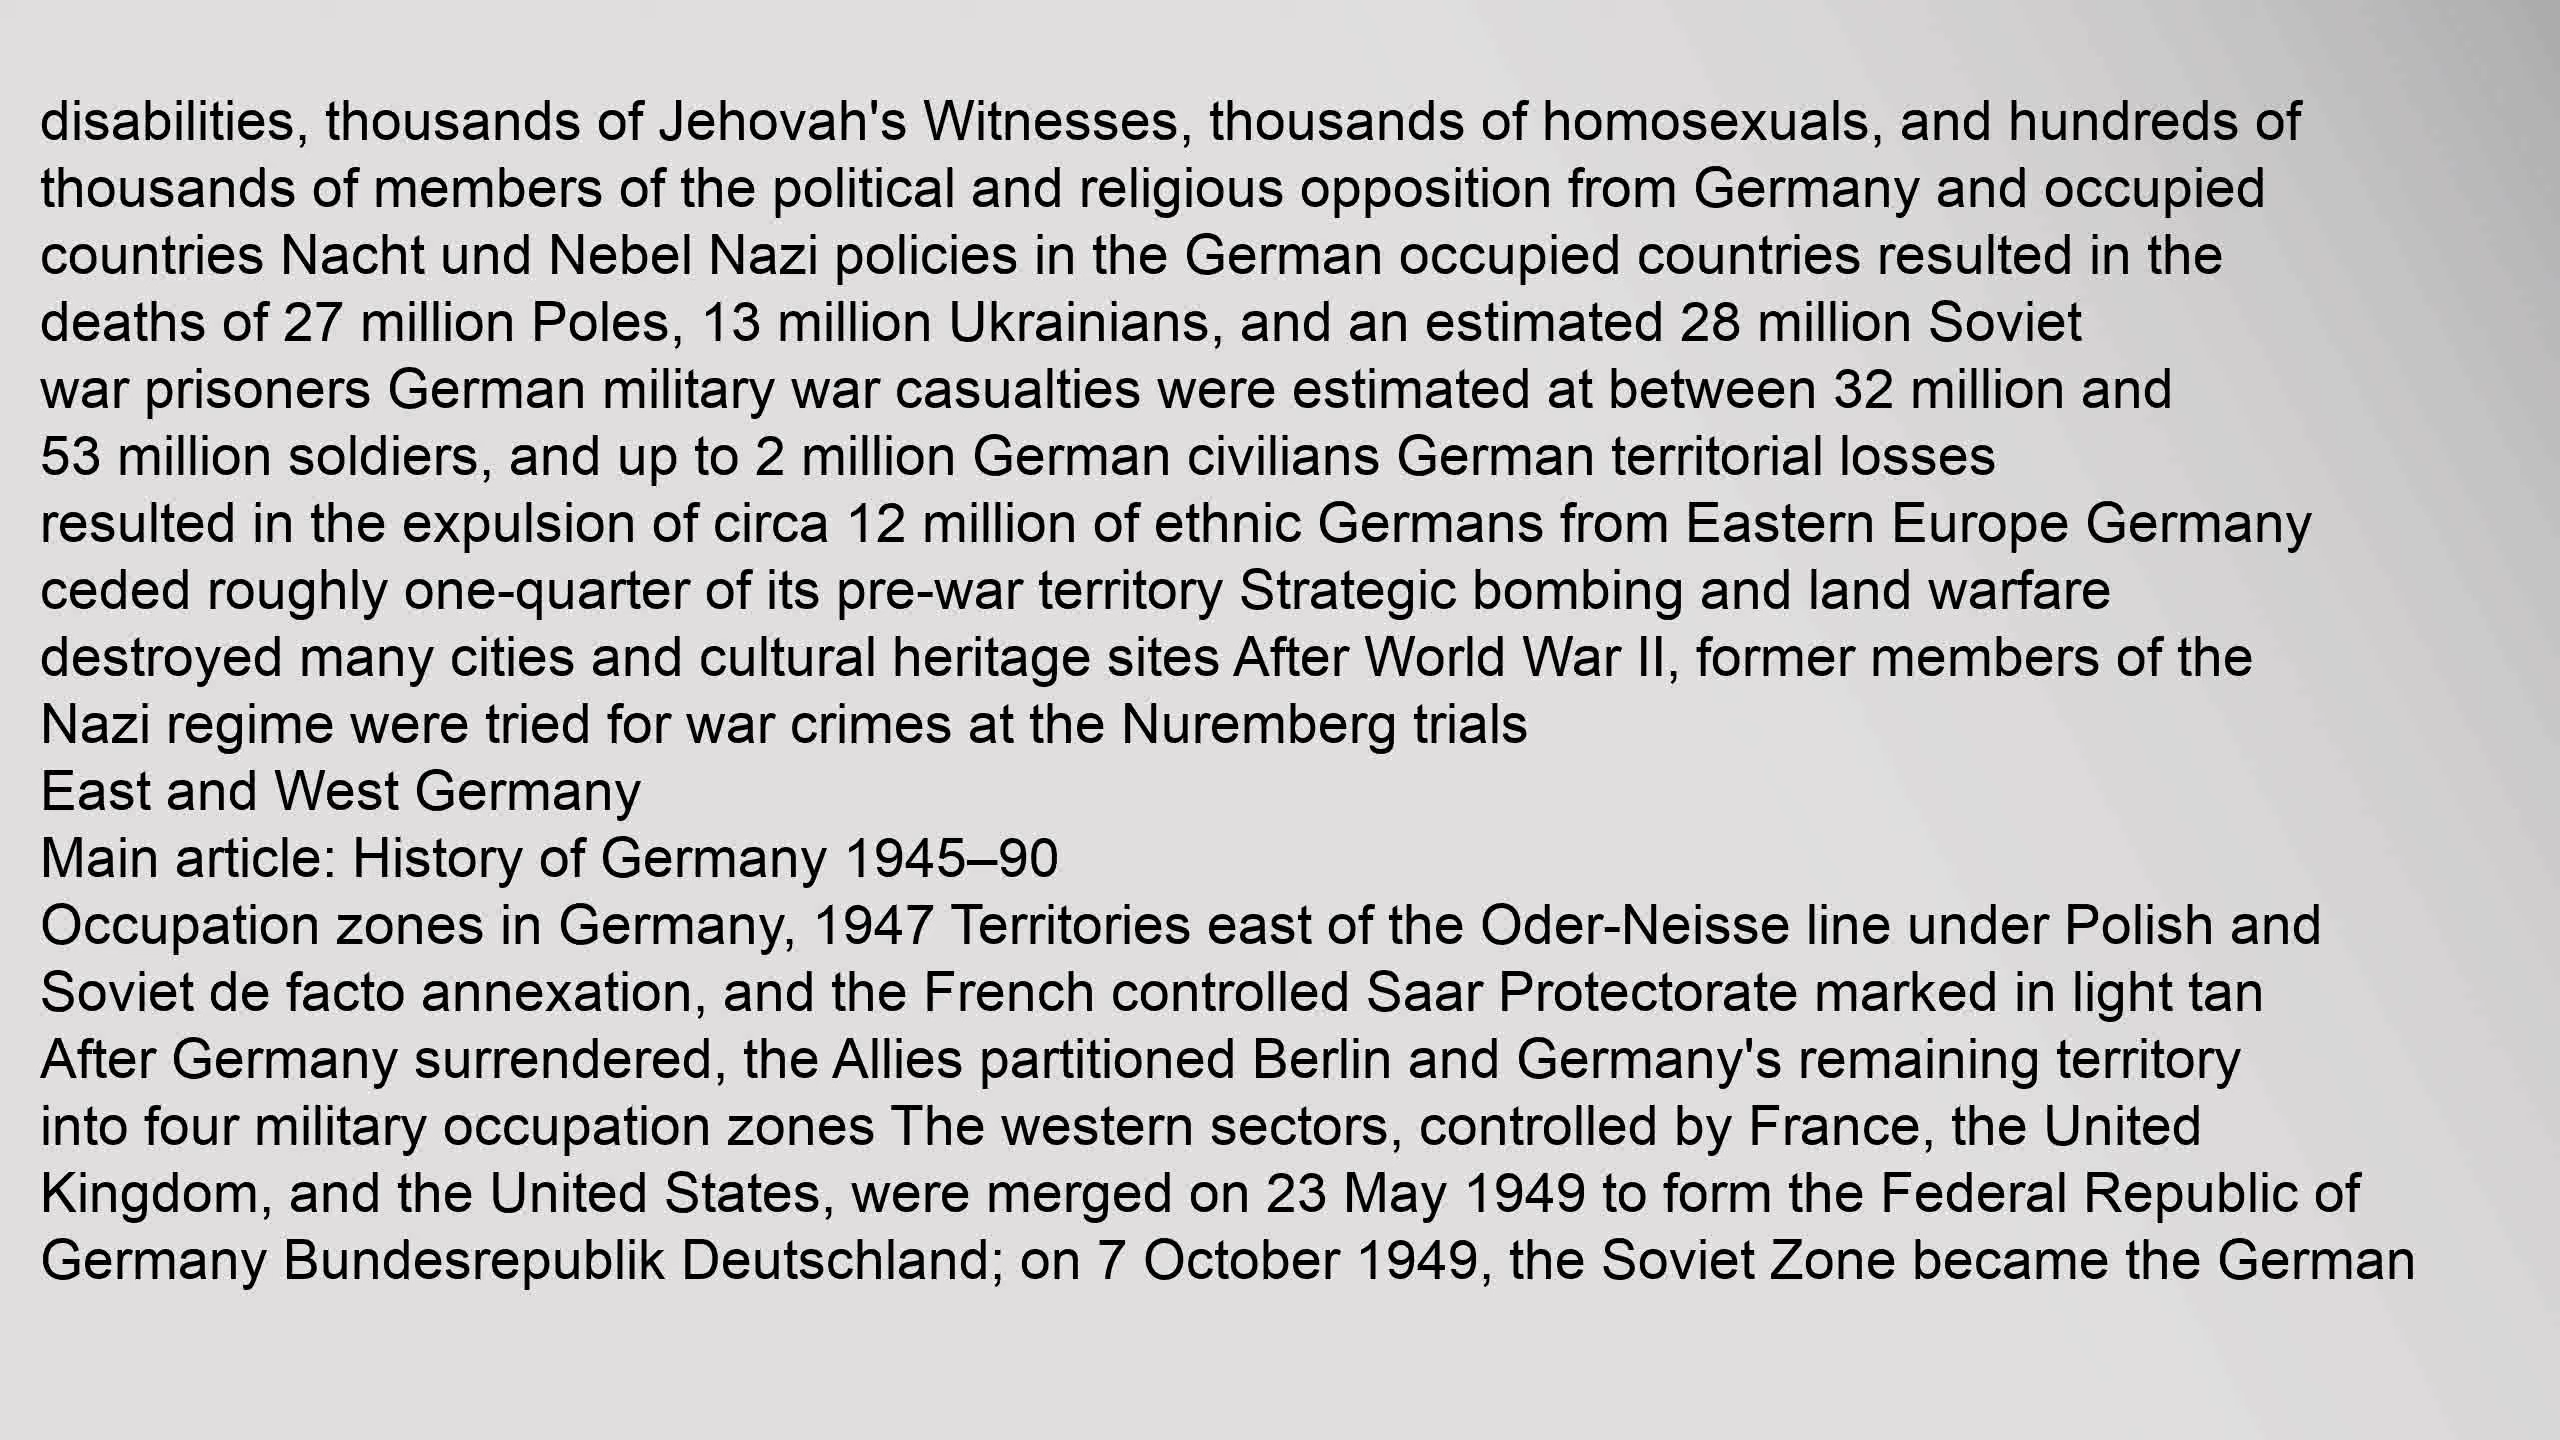 disabilities, thousands of Jehovah's Witnesses, thousands of homosexuals, and hundreds of
thousands of members of the political and religious opposition from Germany and occupied
countries Nacht und Nebel Nazi policies in the German occupied countries resulted in the
deaths of 27 million Poles, 13 million Ukrainians, and an estimated 28 million Soviet
war prisoners German military war casualties were estimated at between 32 million and
53 million soldiers, and up to 2 million German civilians German territorial losses
resulted in the expulsion of circa 12 million of ethnic Germans from Eastern Europe Germany
ceded roughly one-quarter of its pre-war territory Strategic bombing and land warfare
destroyed many cities and cultural heritage sites After World War II, former members of the
Nazi regime were tried for war crimes at the Nuremberg trials
East and West Germany
Main article: History of Germany 1945–90
Occupation zones in Germany, 1947 Territories east of the Oder-Neisse line under Polish and
Soviet de facto annexation, and the French controlled Saar Protectorate marked in light tan
After Germany surrendered, the Allies partitioned Berlin and Germany's remaining territory
into four military occupation zones The western sectors, controlled by France, the United
Kingdom, and the United States, were merged on 23 May 1949 to form the Federal Republic of
Germany Bundesrepublik Deutschland; on 7 October 1949, the Soviet Zone became the German